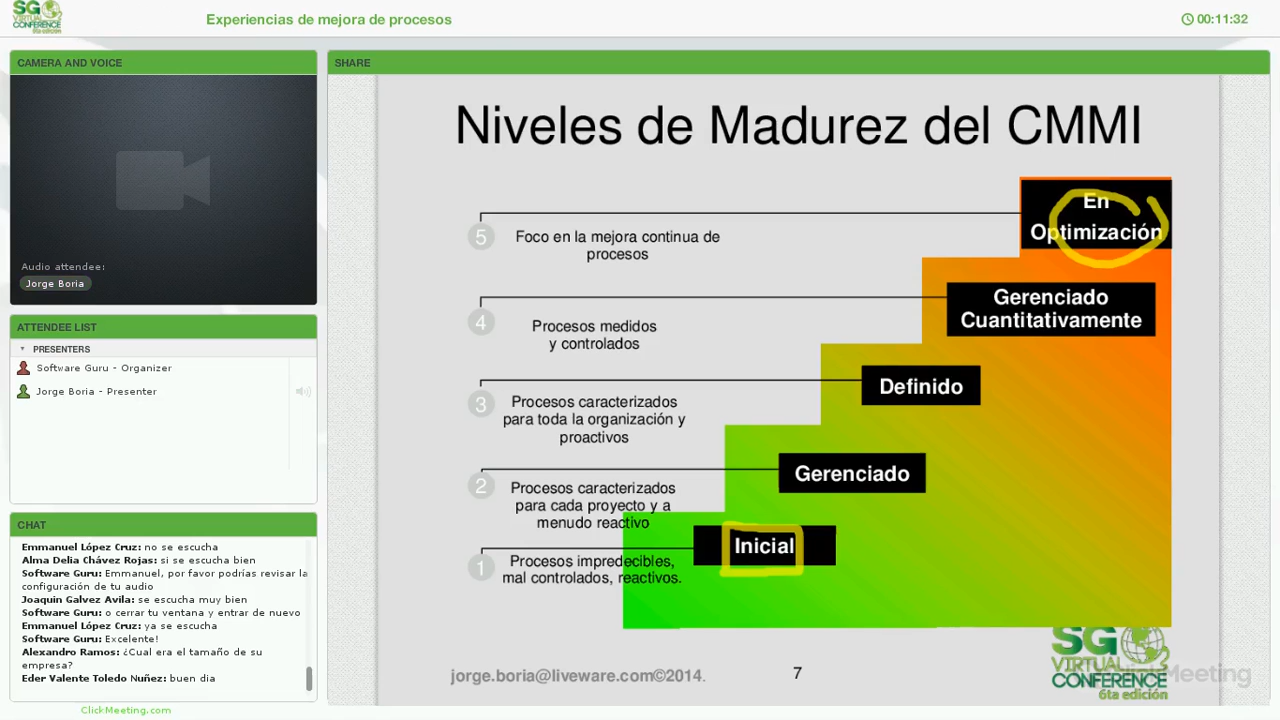 SG
VIRTUAL
CONFERENCE
6ta edición
Experiencias de mejora de procesos
00:11:32
CAMERA AND VOICE
Audio attendee:
Jorge Boria
ATTENDEE LIST
PRESENTERS
Software Guru - Organizer
Jorge Boria - Presenter
CHAT
Emmanuel López Cruz: no se escucha
Alma Delia Chávez Rojas: si se escucha bien
Software Guru: Emmanuel, por favor podrías revisar la
configuración de tu audio
Joaquin Galvez Avila: se escucha muy bien
Software Guru: o cerrar tu ventana y entrar de nuevo
Emmanuel López Cruz: ya se escucha
Software Guru: Excelente!
Alexandro Ramos: ¿Cual era el tamaño de su
empresa?
Eder Valente Toledo Nuñez: buen dia
ClickMeeting.com
SHARE
Niveles de Madurez del CMMI
En
Optimización
5
Foco en la mejora continua de
procesos
Gerenciado
Cuantitativamente
4
Procesos medidos
y controlados
Definido
3
Procesos caracterizados
para toda la organización y
proactivos
Gerenciado
2
Procesos caracterizados
para cada proyecto y a
menudo reactivo
Inicial
1
Procesos impredecibles,
mal controlados, reactivos.
jorge.boria@liveware.com©2014.
7
SG
VIRTUAL
CONFERENCE
6ta edición
ClickMeeting